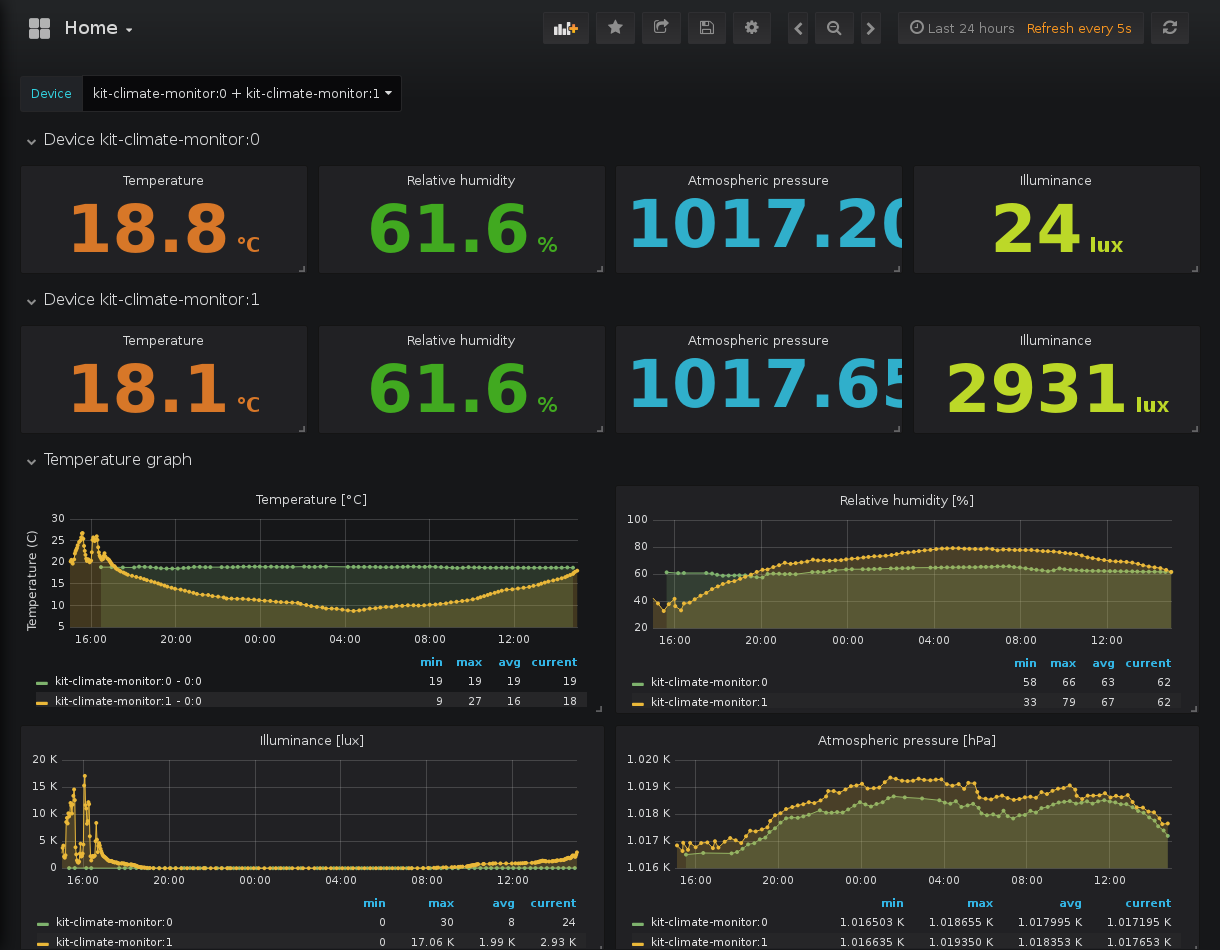 Home
Last 24 hours Refresh every 5s
Device kit-climate-monitor:0 + kit-climate-monitor:1
Device kit-climate-monitor:0
Temperature Relative humidity Atmospheric pressure Illuminance
18.8 °C 61.6 % 1017.20 24 lux
Device kit-climate-monitor:1
Temperature Relative humidity Atmospheric pressure Illuminance
18.1 °C 61.6 % 1017.65 2931 lux
Temperature graph
Temperature [°C]
Temperature (C)
30
25
20
15
10
5
16:00 20:00 00:00 04:00 08:00 12:00
min max avg current
kit-climate-monitor:0 - 0:0 19 19 19 19
kit-climate-monitor:1 - 0:0 9 27 16 18
Relative humidity [%]
100
80
60
40
20
16:00 20:00 00:00 04:00 08:00 12:00
min max avg current
kit-climate-monitor:0 58 66 63 62
kit-climate-monitor:1 33 79 67 62
Illuminance [lux]
20 K
15 K
10 K
5 K
0
16:00 20:00 00:00 04:00 08:00 12:00
min max avg current
kit-climate-monitor:0 0 30 8 24
kit-climate-monitor:1 0 17.06 K 1.99 K 2.93 K
Atmospheric pressure [hPa]
1.020 K
1.019 K
1.018 K
1.017 K
1.016 K
16:00 20:00 00:00 04:00 08:00 12:00
min max avg current
kit-climate-monitor:0 1.016503 K 1.018655 K 1.017995 K 1.017195 K
kit-climate-monitor:1 1.016635 K 1.019350 K 1.018353 K 1.017653 K